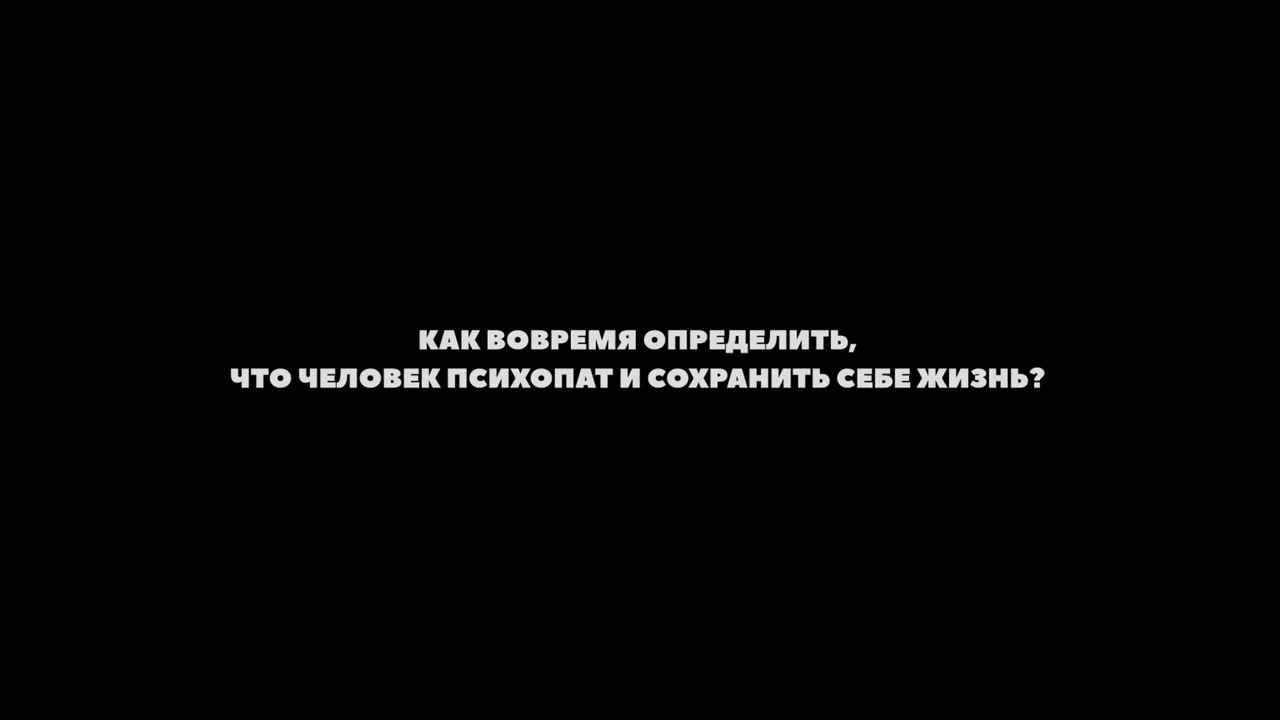 КАК ВОВРЕМЯ ОПРЕДЕЛИТЬ,
ЧТО ЧЕЛОВЕК ПСИХОПАТ И СОХРАНИТЬ СЕБЕ ЖИЗНЬ?